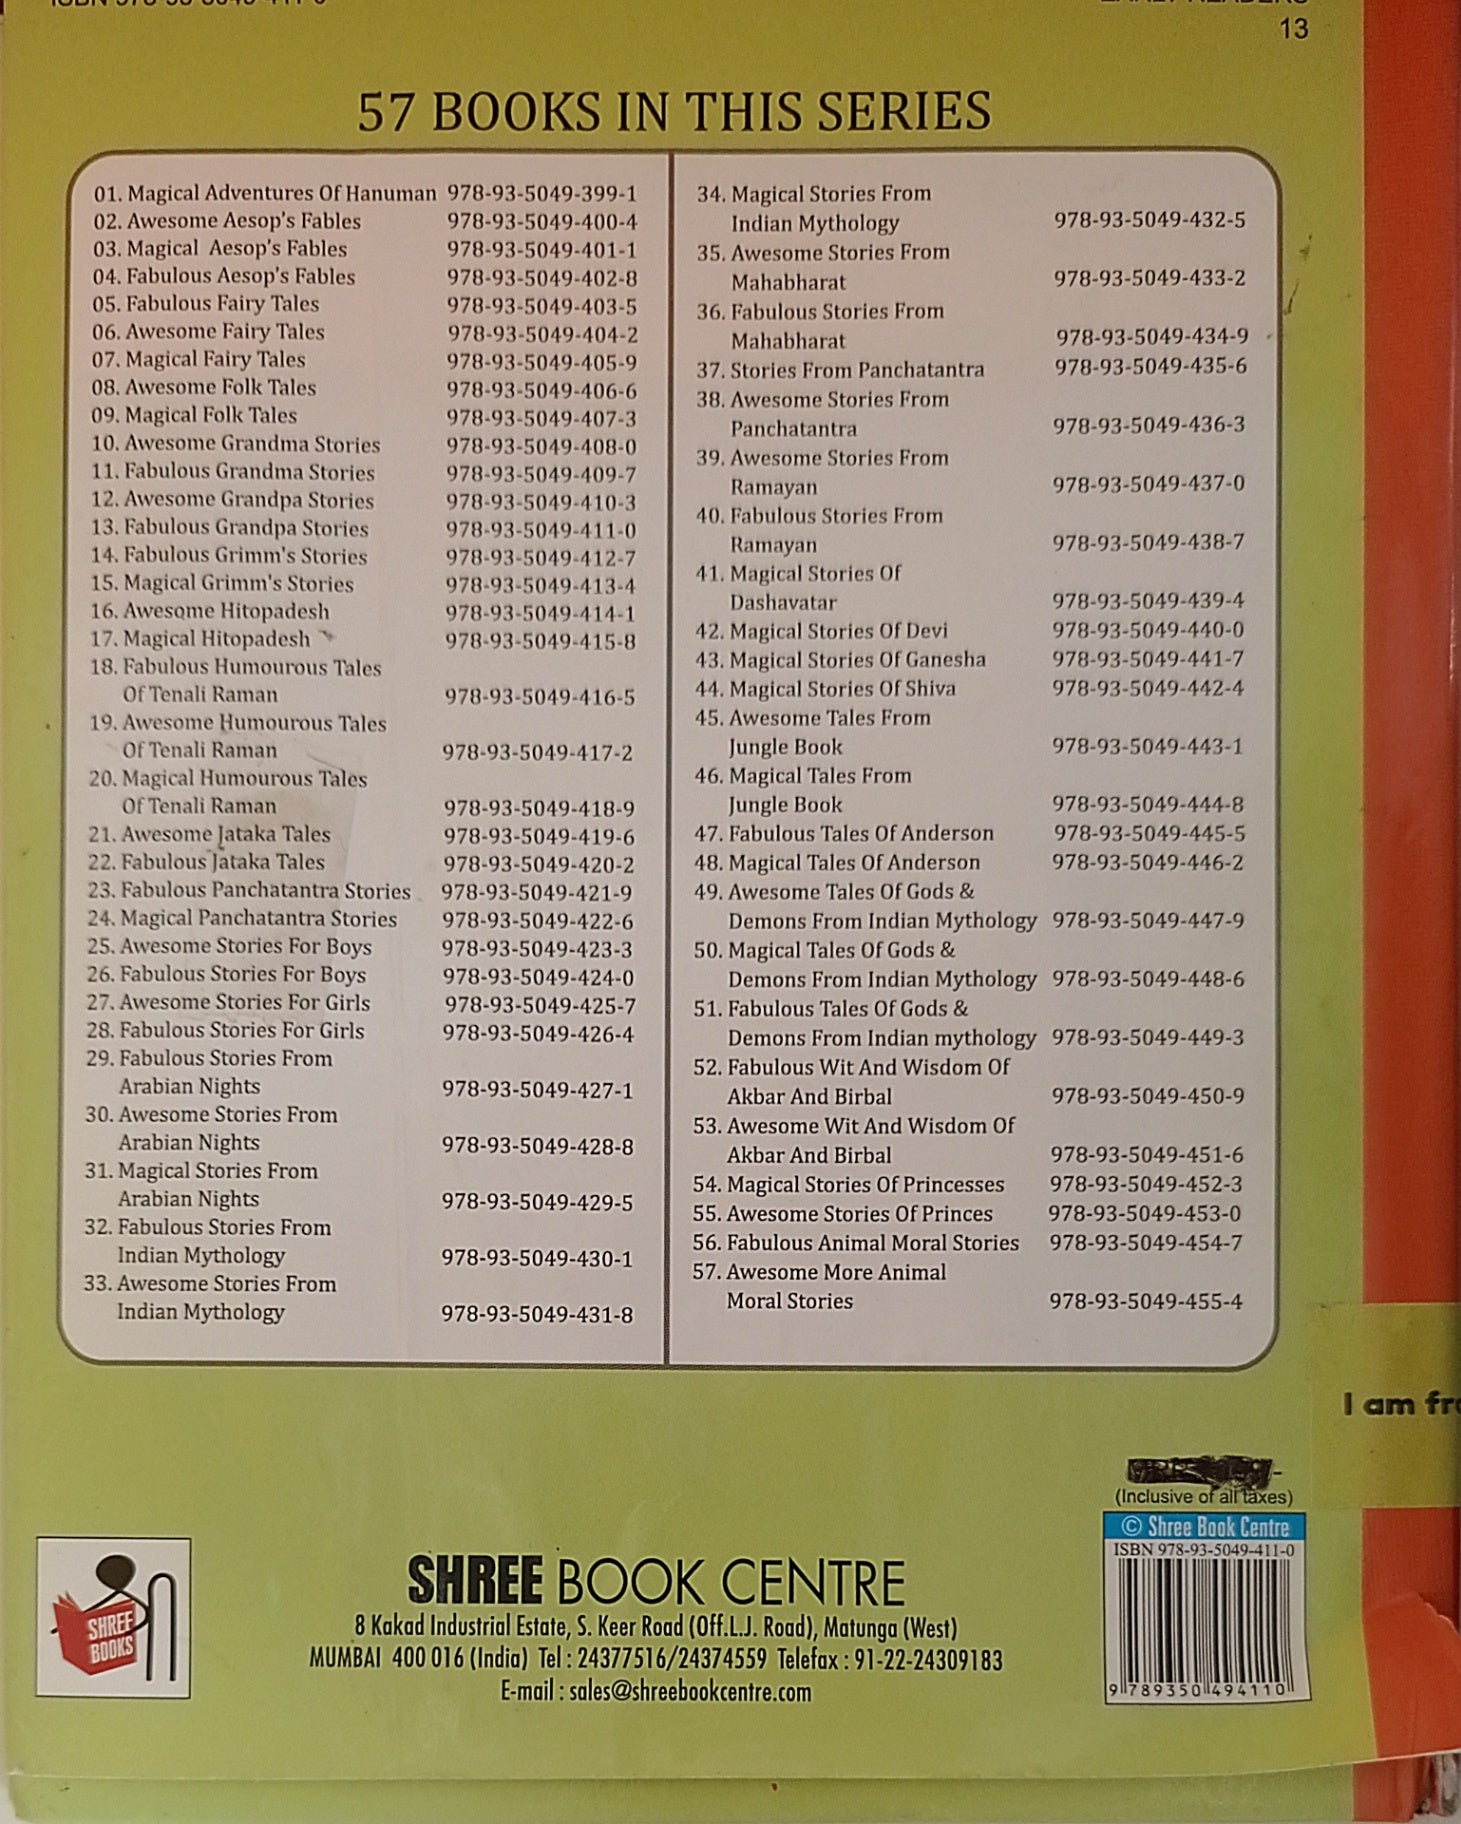 ISBN 978-93-5049-411-0
EARLY READERS
13
57 BOOKS IN THIS SERIES
01. Magical Adventures Of Hanuman 978-93-5049-399-1
02. Awesome Aesop's Fables 978-93-5049-400-4
03. Magical Aesop's Fables 978-93-5049-401-1
04. Fabulous Aesop's Fables 978-93-5049-402-8
05. Fabulous Fairy Tales 978-93-5049-403-5
06. Awesome Fairy Tales 978-93-5049-404-2
07. Magical Fairy Tales 978-93-5049-405-9
08. Awesome Folk Tales 978-93-5049-406-6
09. Magical Folk Tales 978-93-5049-407-3
10. Awesome Grandma Stories 978-93-5049-408-0
11. Fabulous Grandma Stories 978-93-5049-409-7
12. Awesome Grandpa Stories 978-93-5049-410-3
13. Fabulous Grandpa Stories 978-93-5049-411-0
14. Fabulous Grimm's Stories 978-93-5049-412-7
15. Magical Grimm's Stories 978-93-5049-413-4
16. Awesome Hitopadesh 978-93-5049-414-1
17. Magical Hitopadesh 978-93-5049-415-8
18. Fabulous Humourous Tales
Of Tenali Raman 978-93-5049-416-5
19. Awesome Humourous Tales
Of Tenali Raman 978-93-5049-417-2
20. Magical Humourous Tales
Of Tenali Raman 978-93-5049-418-9
21. Awesome Jataka Tales 978-93-5049-419-6
22. Fabulous Jataka Tales 978-93-5049-420-2
23. Fabulous Panchatantra Stories 978-93-5049-421-9
24. Magical Panchatantra Stories 978-93-5049-422-6
25. Awesome Stories For Boys 978-93-5049-423-3
26. Fabulous Stories For Boys 978-93-5049-424-0
27. Awesome Stories For Girls 978-93-5049-425-7
28. Fabulous Stories For Girls 978-93-5049-426-4
29. Fabulous Stories From
Arabian Nights 978-93-5049-427-1
30. Awesome Stories From
Arabian Nights 978-93-5049-428-8
31. Magical Stories From
Arabian Nights 978-93-5049-429-5
32. Fabulous Stories From
Indian Mythology 978-93-5049-430-1
33. Awesome Stories From
Indian Mythology 978-93-5049-431-8
34. Magical Stories From
Indian Mythology 978-93-5049-432-5
35. Awesome Stories From
Mahabharat 978-93-5049-433-2
36. Fabulous Stories From
Mahabharat 978-93-5049-434-9
37. Stories From Panchatantra 978-93-5049-435-6
38. Awesome Stories From
Panchatantra 978-93-5049-436-3
39. Awesome Stories From
Ramayan 978-93-5049-437-0
40. Fabulous Stories From
Ramayan 978-93-5049-438-7
41. Magical Stories Of
Dashavatar 978-93-5049-439-4
42. Magical Stories Of Devi 978-93-5049-440-0
43. Magical Stories Of Ganesha 978-93-5049-441-7
44. Magical Stories Of Shiva 978-93-5049-442-4
45. Awesome Tales From
Jungle Book 978-93-5049-443-1
46. Magical Tales From
Jungle Book 978-93-5049-444-8
47. Fabulous Tales Of Anderson 978-93-5049-445-5
48. Magical Tales Of Anderson 978-93-5049-446-2
49. Awesome Tales Of Gods &
Demons From Indian Mythology 978-93-5049-447-9
50. Magical Tales Of Gods &
Demons From Indian Mythology 978-93-5049-448-6
51. Fabulous Tales Of Gods &
Demons From Indian mythology 978-93-5049-449-3
52. Fabulous Wit And Wisdom Of
Akbar And Birbal 978-93-5049-450-9
53. Awesome Wit And Wisdom Of
Akbar And Birbal 978-93-5049-451-6
54. Magical Stories Of Princesses 978-93-5049-452-3
55. Awesome Stories Of Princes 978-93-5049-453-0
56. Fabulous Animal Moral Stories 978-93-5049-454-7
57. Awesome More Animal
Moral Stories 978-93-5049-455-4
I am
(Inclusive of all taxes)
© Shree Book Centre
ISBN 978-93-5049-411-0
9 789350 494110
SHREE
BOOKS
SHREE BOOK CENTRE
8 Kakad Industrial Estate, S. Keer Road (Off.L.J. Road), Matunga (West)
MUMBAI 400 016 (India) Tel : 24377516/24374559 Telefax : 91-22-24309183
E-mail : sales@shreebookcentre.com